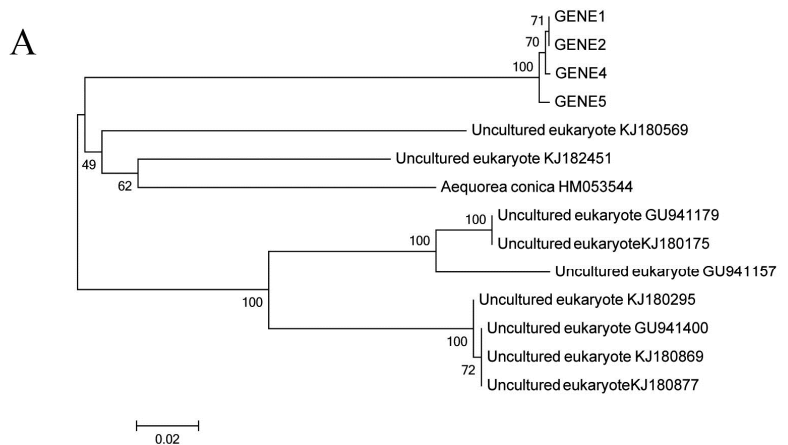 A
71 GENE1
70 GENE2
100 GENE4
GENE5
Uncultured eukaryote KJ180569
49 Uncultured eukaryote KJ182451
62 Aequorea conica HM053544
100 Uncultured eukaryote GU941179
100 Uncultured eukaryoteKJ180175
Uncultured eukaryote GU941157
100 Uncultured eukaryote KJ180295
Uncultured eukaryote GU941400
100 Uncultured eukaryote KJ180869
72 Uncultured eukaryoteKJ180877
0.02